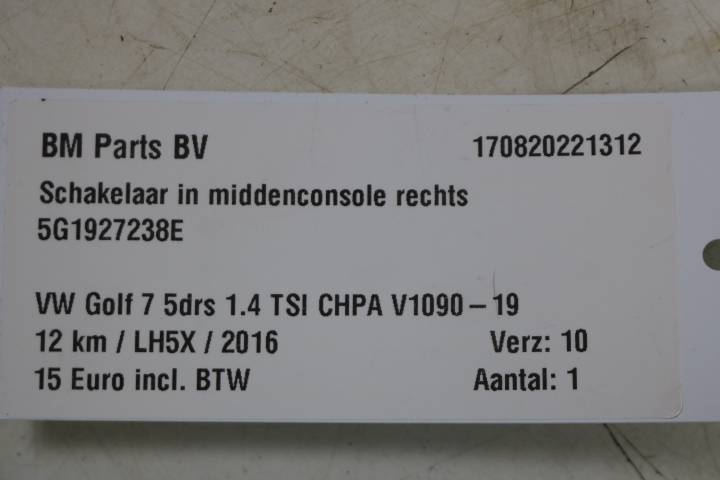 BM Parts BV 170820221312
Schakelaar in middenconsole rechts
5G1927238E
VW Golf 7 5drs 1.4 TSI CHPA V1090 – 19
12 km / LH5X / 2016 Verz: 10
15 Euro incl. BTW Aantal: 1